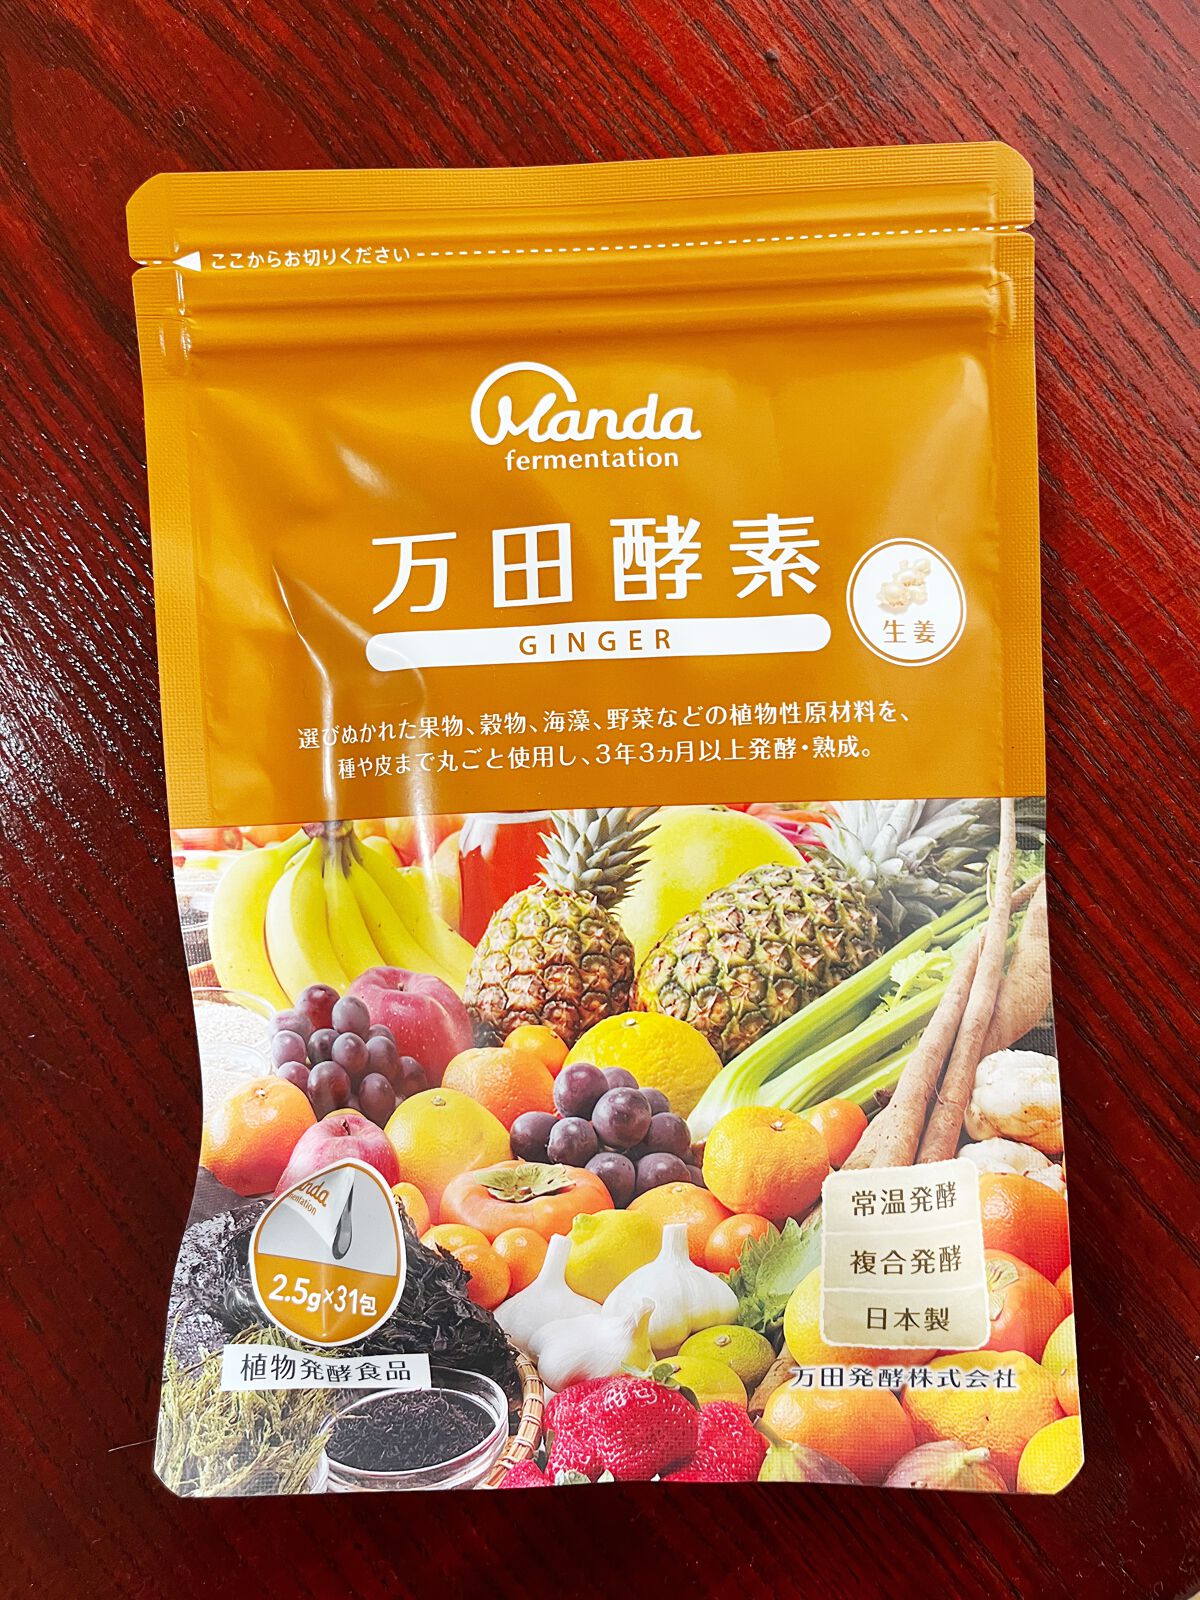 ここからお切りください
Manda
fermentation
万田酵素
GINGER
生姜
選びぬかれた果物、穀物、海藻、野菜などの植物性原材料を、
種や皮まで丸ごと使用し、3年3ヵ月以上発酵・熟成。
anda
mentation
2.5g×31包
植物発酵食品
常温発酵
複合発酵
日本製
万田発酵株式会社